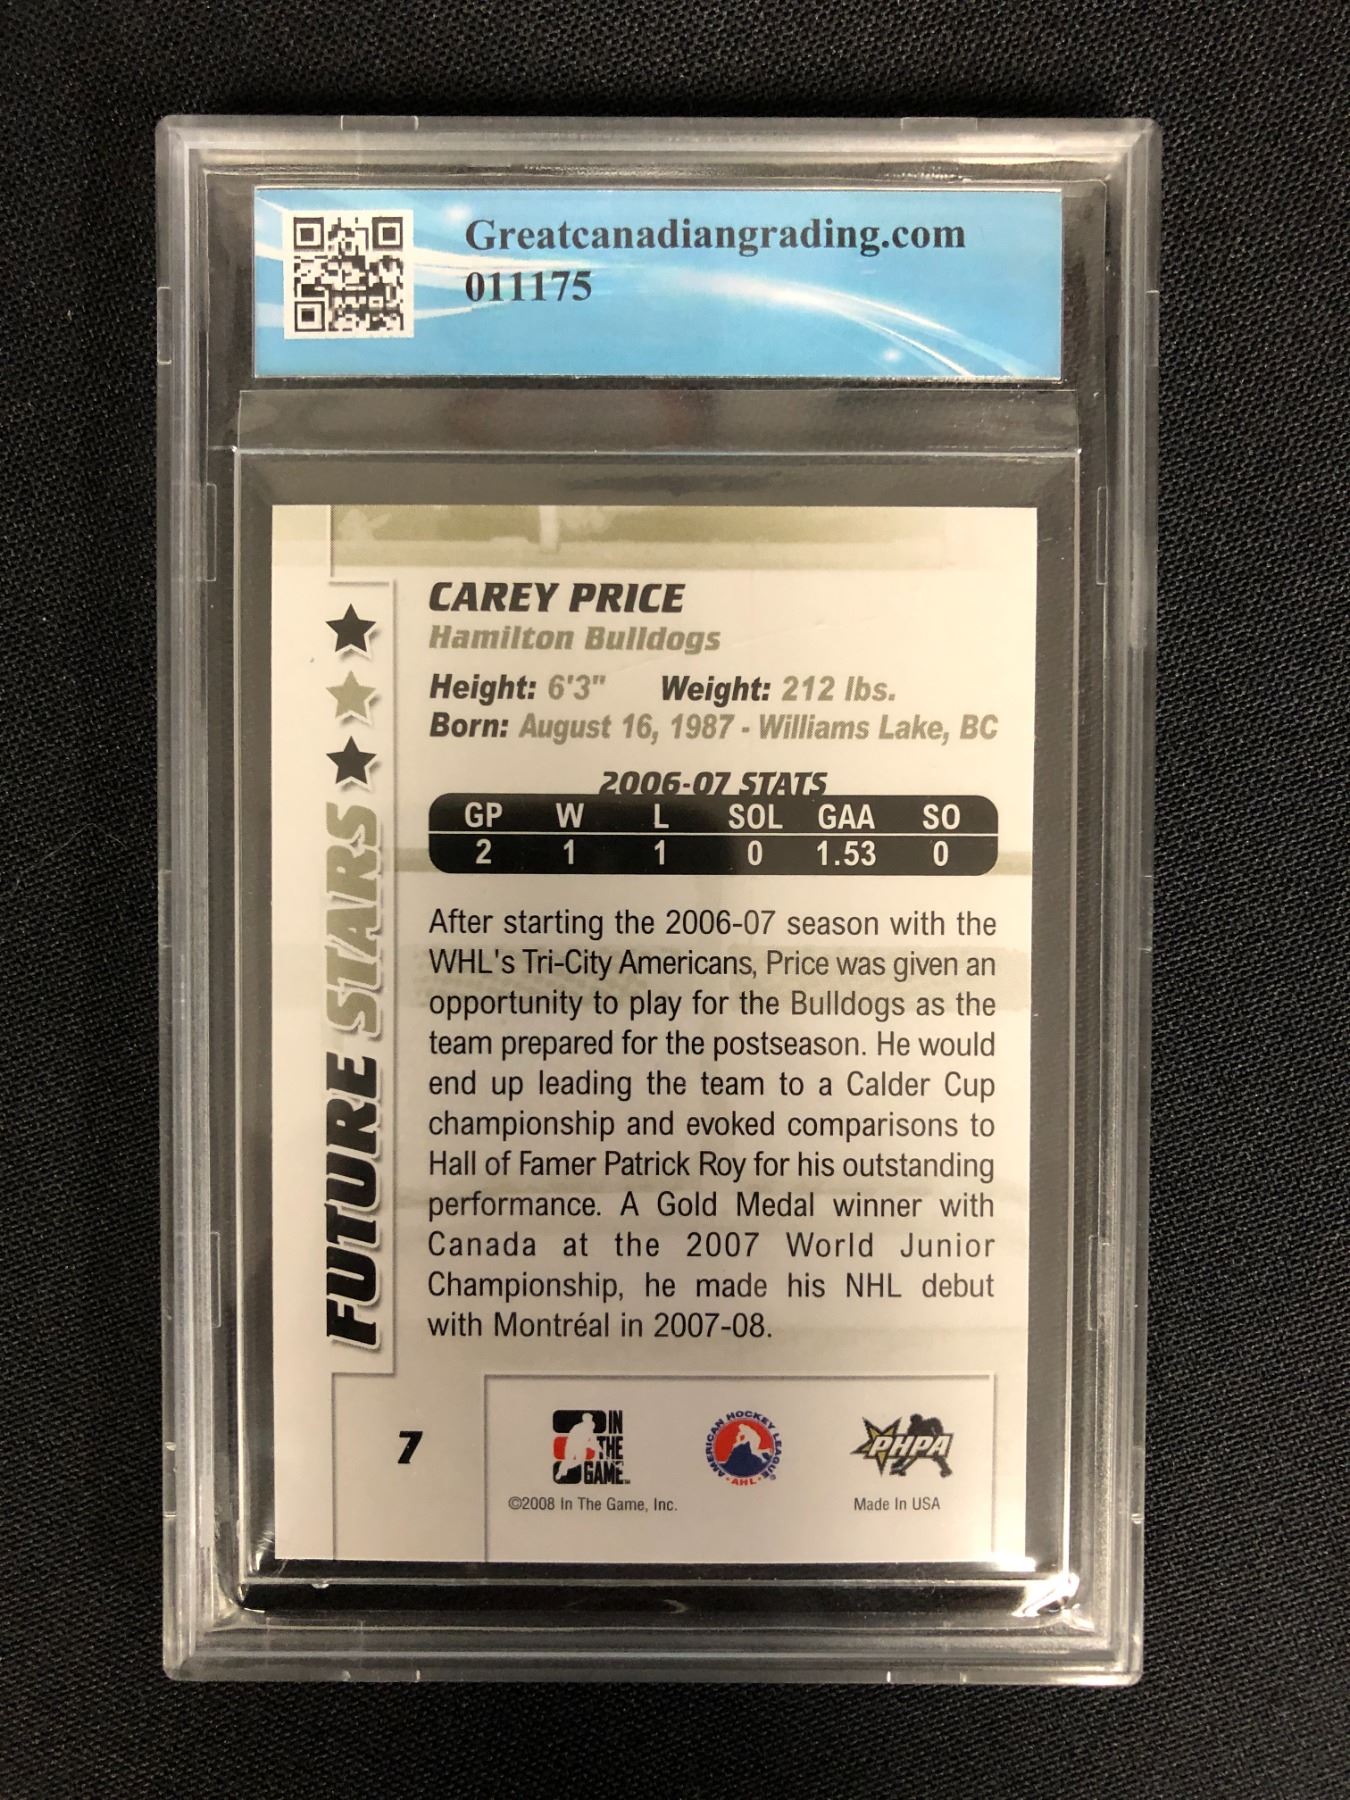 Greatcanadiangrading.com
011175
CAREY PRICE
Hamilton Bulldogs
Height: 6'3" Weight: 212 lbs.
Born: August 16, 1987 - Williams Lake, BC
2006-07 STATS
GP W L SOL GAA SO
2 1 1 0 1.53 0
After starting the 2006-07 season with the
WHL's Tri-City Americans, Price was given an
opportunity to play for the Bulldogs as the
team prepared for the postseason. He would
end up leading the team to a Calder Cup
championship and evoked comparisons to
Hall of Famer Patrick Roy for his outstanding
performance. A Gold Medal winner with
Canada at the 2007 World Junior
Championship, he made his NHL debut
with Montréal in 2007-08.
FUTURE STARS
7
IN
THE
GAME
AMERICAN HOCKEY LEAGUE
AHL
PHPA
©2008 In The Game, Inc.
Made In USA